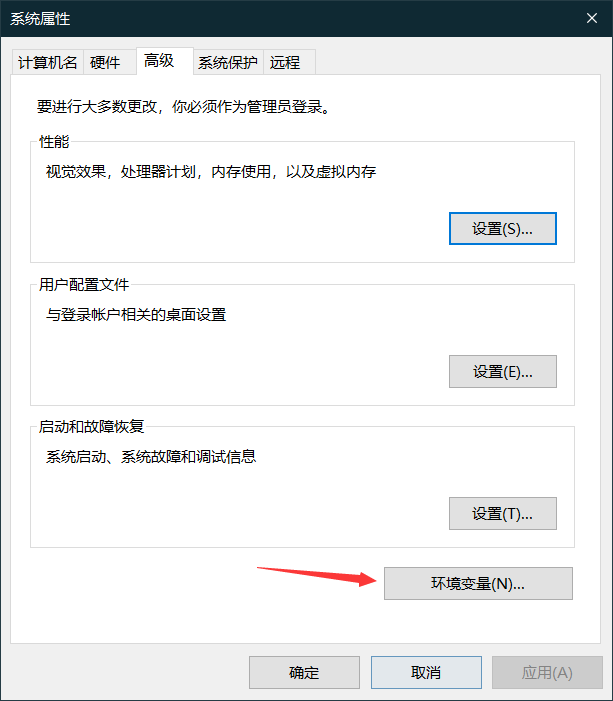 系统属性
计算机名
硬件
高级
系统保护
远程
要进行大多数更改，你必须作为管理员登录。
性能
视觉效果，处理器计划，内存使用，以及虚拟内存
设置(S)...
用户配置文件
与登录帐户相关的桌面设置
设置(E)...
启动和故障恢复
系统启动、系统故障和调试信息
设置(T)...
环境变量(N)...
确定
取消
应用(A)